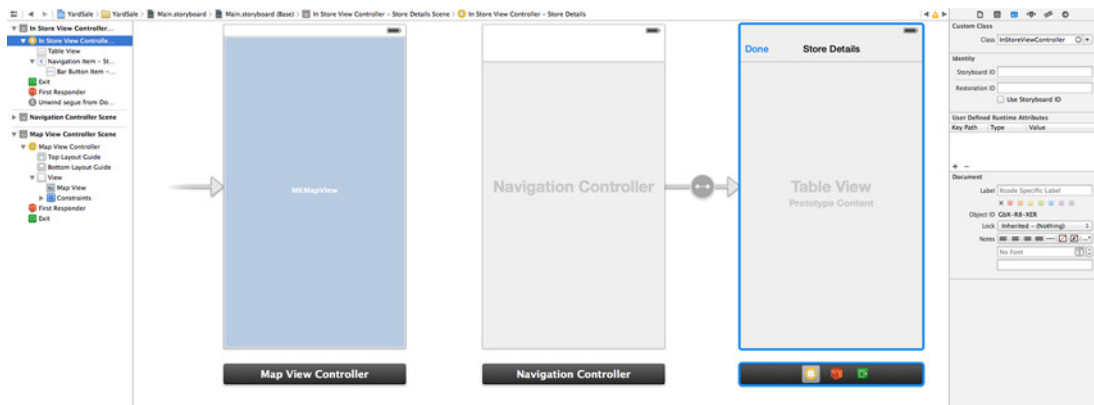 YardSale > YardSale > Main.storyboard > Main.storyboard (Base) > In Store View Controller - Store Details Scene > In Store View Controller - Store Details
In Store View Controller...
In Store View Controlle...
Table View
Navigation Item - St...
Bar Button Item -...
Exit
First Responder
Unwind segue from Do...
Navigation Controller Scene
Map View Controller Scene
Map View Controller
Top Layout Guide
Bottom Layout Guide
View
Map View
Constraints
First Responder
Exit
MKMapView
Map View Controller
Navigation Controller
Navigation Controller
Done Store Details
Table View
Prototype Content
Custom Class
Class InStoreViewController
Identity
Storyboard ID
Restoration ID
Use Storyboard ID
User Defined Runtime Attributes
Key Path Type Value
+ -
Document
Label Xcode Specific Label
Object ID GbX-R8-XER
Lock Inherited - (Nothing)
Notes
No Font